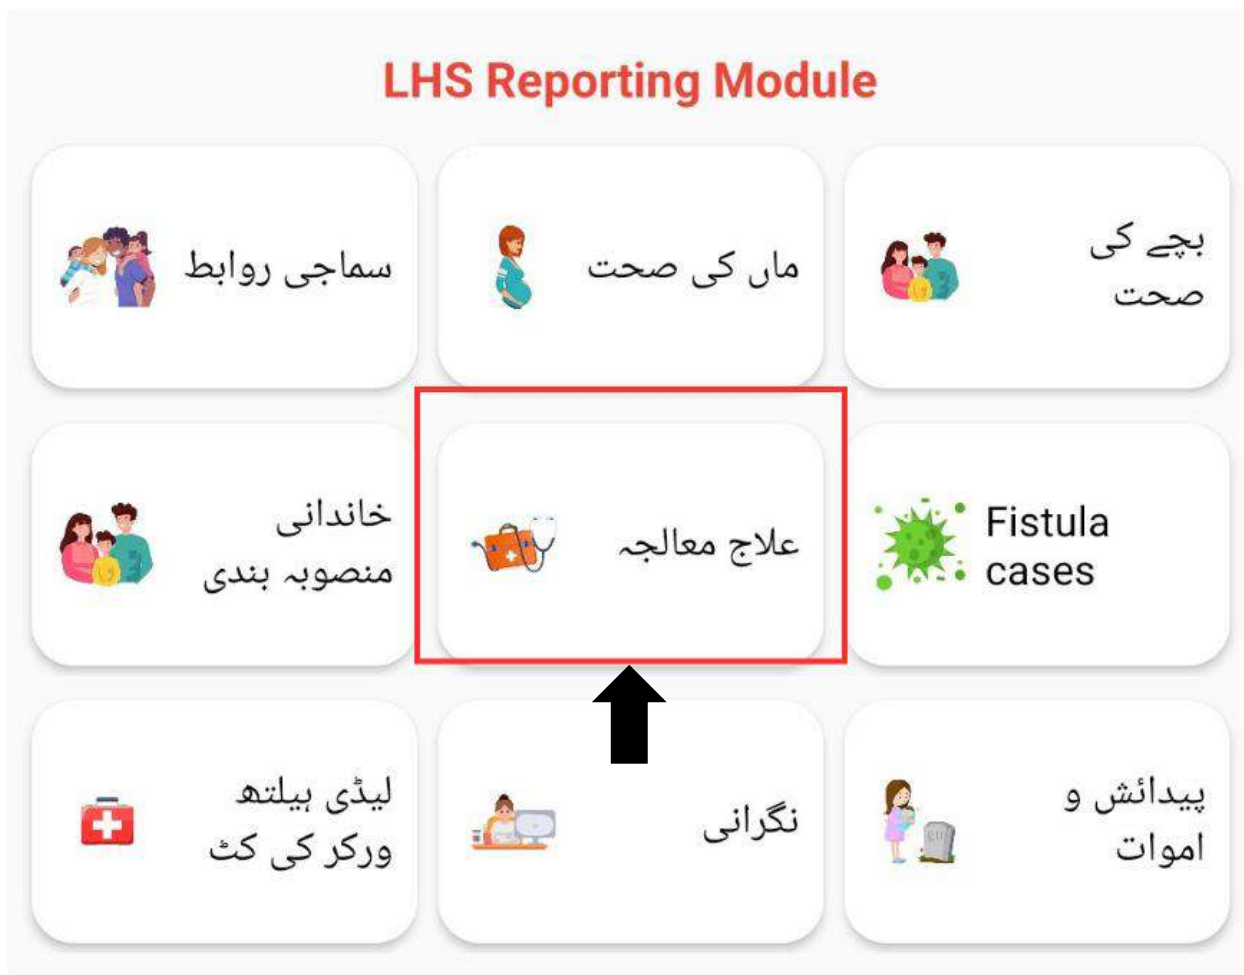 LHS Reporting Module
بچے کی
صحت
ماں کی صحت
سماجی روابط
Fistula
cases
علاج معالجہ
خاندانی
منصوبہ بندی
پیدائش و
اموات
نگرانی
لیڈی ہیلتھ
ورکر کی کٹ